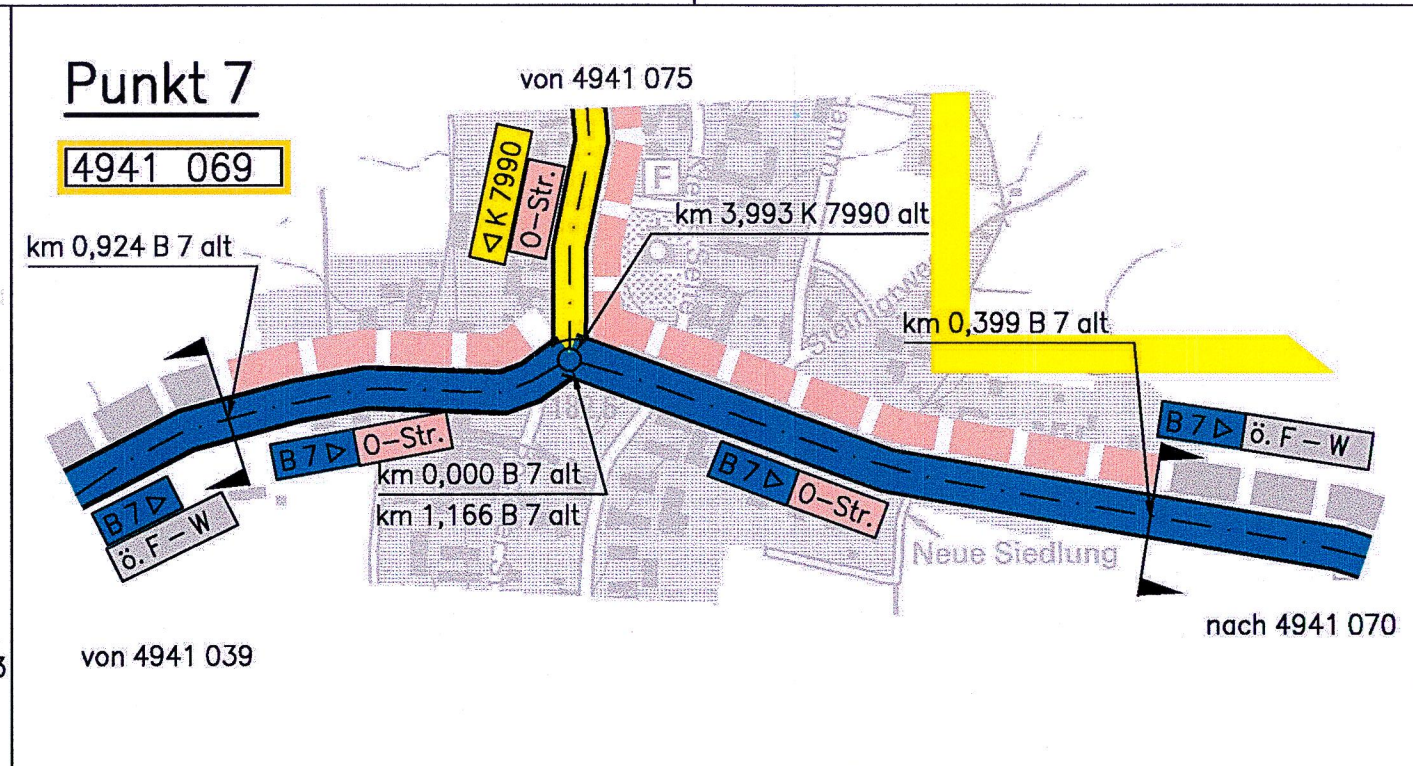 Punkt 7
von 4941 075
4941 069
◁ K 7990
O-Str.
F
km 3,993 K 7990 alt
km 0,924 B 7 alt
Steinigerweg
km 0,399 B 7 alt
B 7 ▷ ö. F - W
B 7 ▷ O-Str.
km 0,000 B 7 alt
km 1,166 B 7 alt
B 7 ▷ O-Str.
B 7 ▷
ö. F - W
Neue Siedlung
nach 4941 070
von 4941 039
3